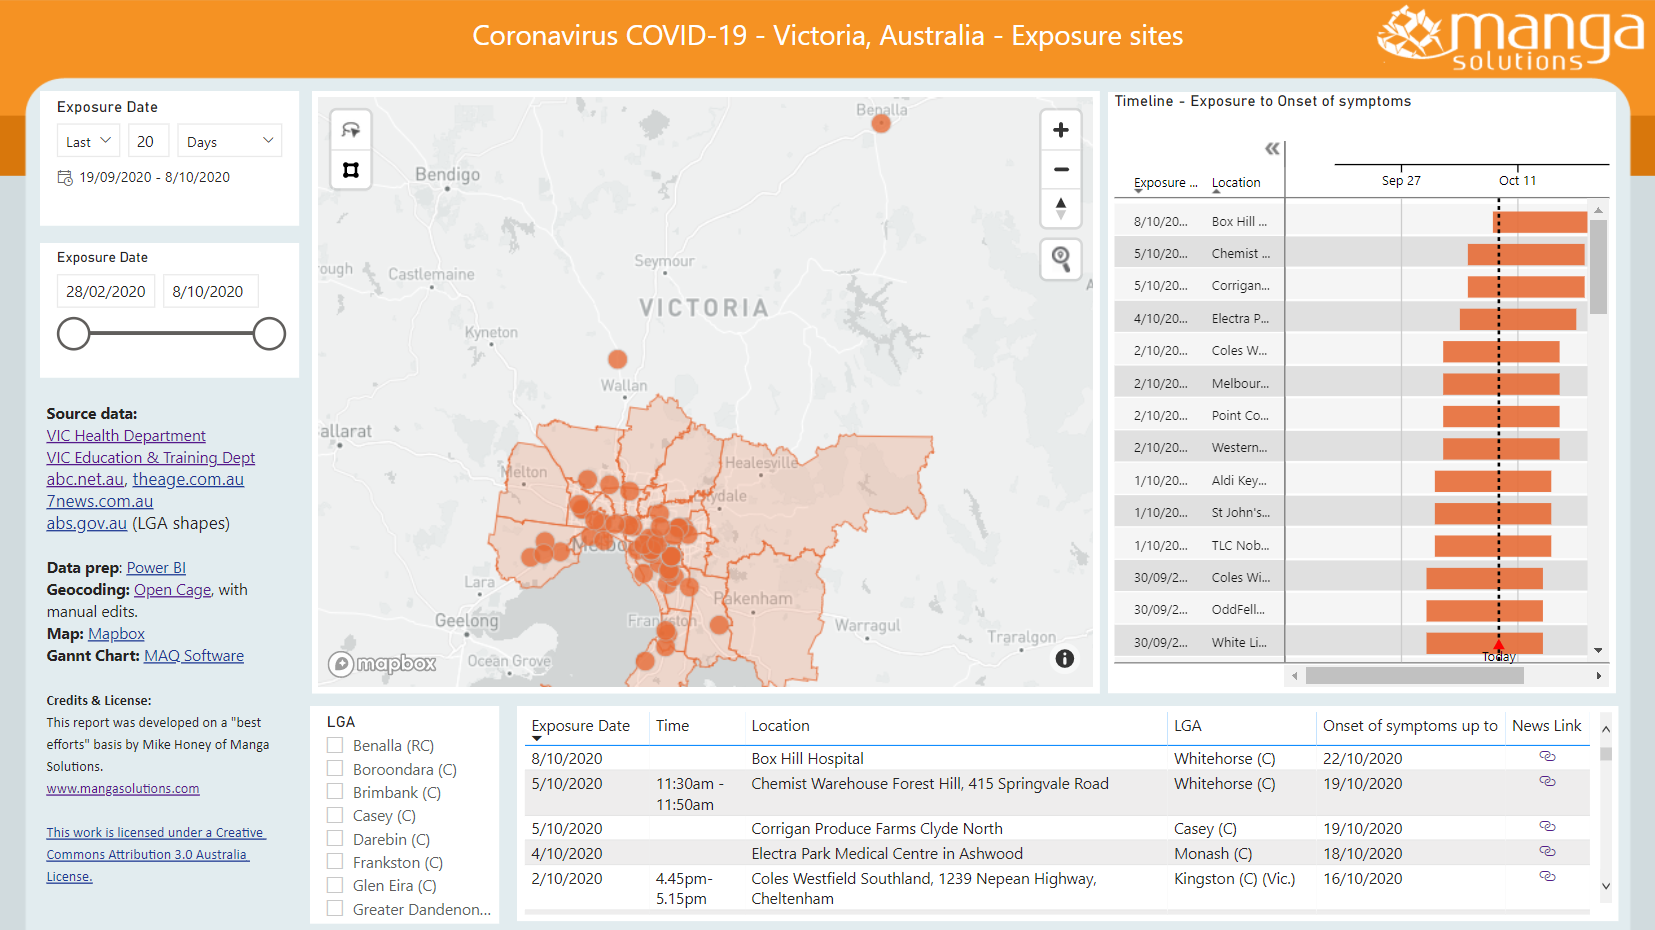 Coronavirus COVID-19 - Victoria, Australia - Exposure sites
manga
solutions
Exposure Date
Last
20
Days
19/09/2020 - 8/10/2020
Exposure Date
28/02/2020
8/10/2020
Source data:
VIC Health Department
VIC Education & Training Dept
abc.net.au, theage.com.au
7news.com.au
abs.gov.au (LGA shapes)
Data prep: Power BI
Geocoding: Open Cage, with
manual edits.
Map: Mapbox
Gannt Chart: MAQ Software
Credits & License:
This report was developed on a "best
efforts" basis by Mike Honey of Manga
Solutions.
www.mangasolutions.com
This work is licensed under a Creative
Commons Attribution 3.0 Australia
License.
Benalla
Bendigo
Seymour
rough
Castlemaine
VICTORIA
Kyneton
Wallan
allarat
Melton
Healesville
lydale
Melbo
Lara
Pakenham
Geelong
Frankston
Warragul
Traralgon
Ocean Grove
mapbox
Timeline - Exposure to Onset of symptoms
Exposure ... Location
Sep 27
Oct 11
8/10/20... Box Hill ...
5/10/20... Chemist ...
5/10/20... Corrigan...
4/10/20... Electra P...
2/10/20... Coles W...
2/10/20... Melbour...
2/10/20... Point Co...
2/10/20... Western...
1/10/20... Aldi Key...
1/10/20... St John's...
1/10/20... TLC Nob...
30/09/2... Coles Wi...
30/09/2... OddFell...
30/09/2... White Li...
Today
LGA
Benalla (RC)
Boroondara (C)
Brimbank (C)
Casey (C)
Darebin (C)
Frankston (C)
Glen Eira (C)
Greater Dandenon...
Exposure Date Time Location LGA Onset of symptoms up to News Link
8/10/2020 Box Hill Hospital Whitehorse (C) 22/10/2020
5/10/2020 11:30am - Chemist Warehouse Forest Hill, 415 Springvale Road Whitehorse (C) 19/10/2020
11:50am
5/10/2020 Corrigan Produce Farms Clyde North Casey (C) 19/10/2020
4/10/2020 Electra Park Medical Centre in Ashwood Monash (C) 18/10/2020
2/10/2020 4.45pm- Coles Westfield Southland, 1239 Nepean Highway, Kingston (C) (Vic.) 16/10/2020
5.15pm Cheltenham